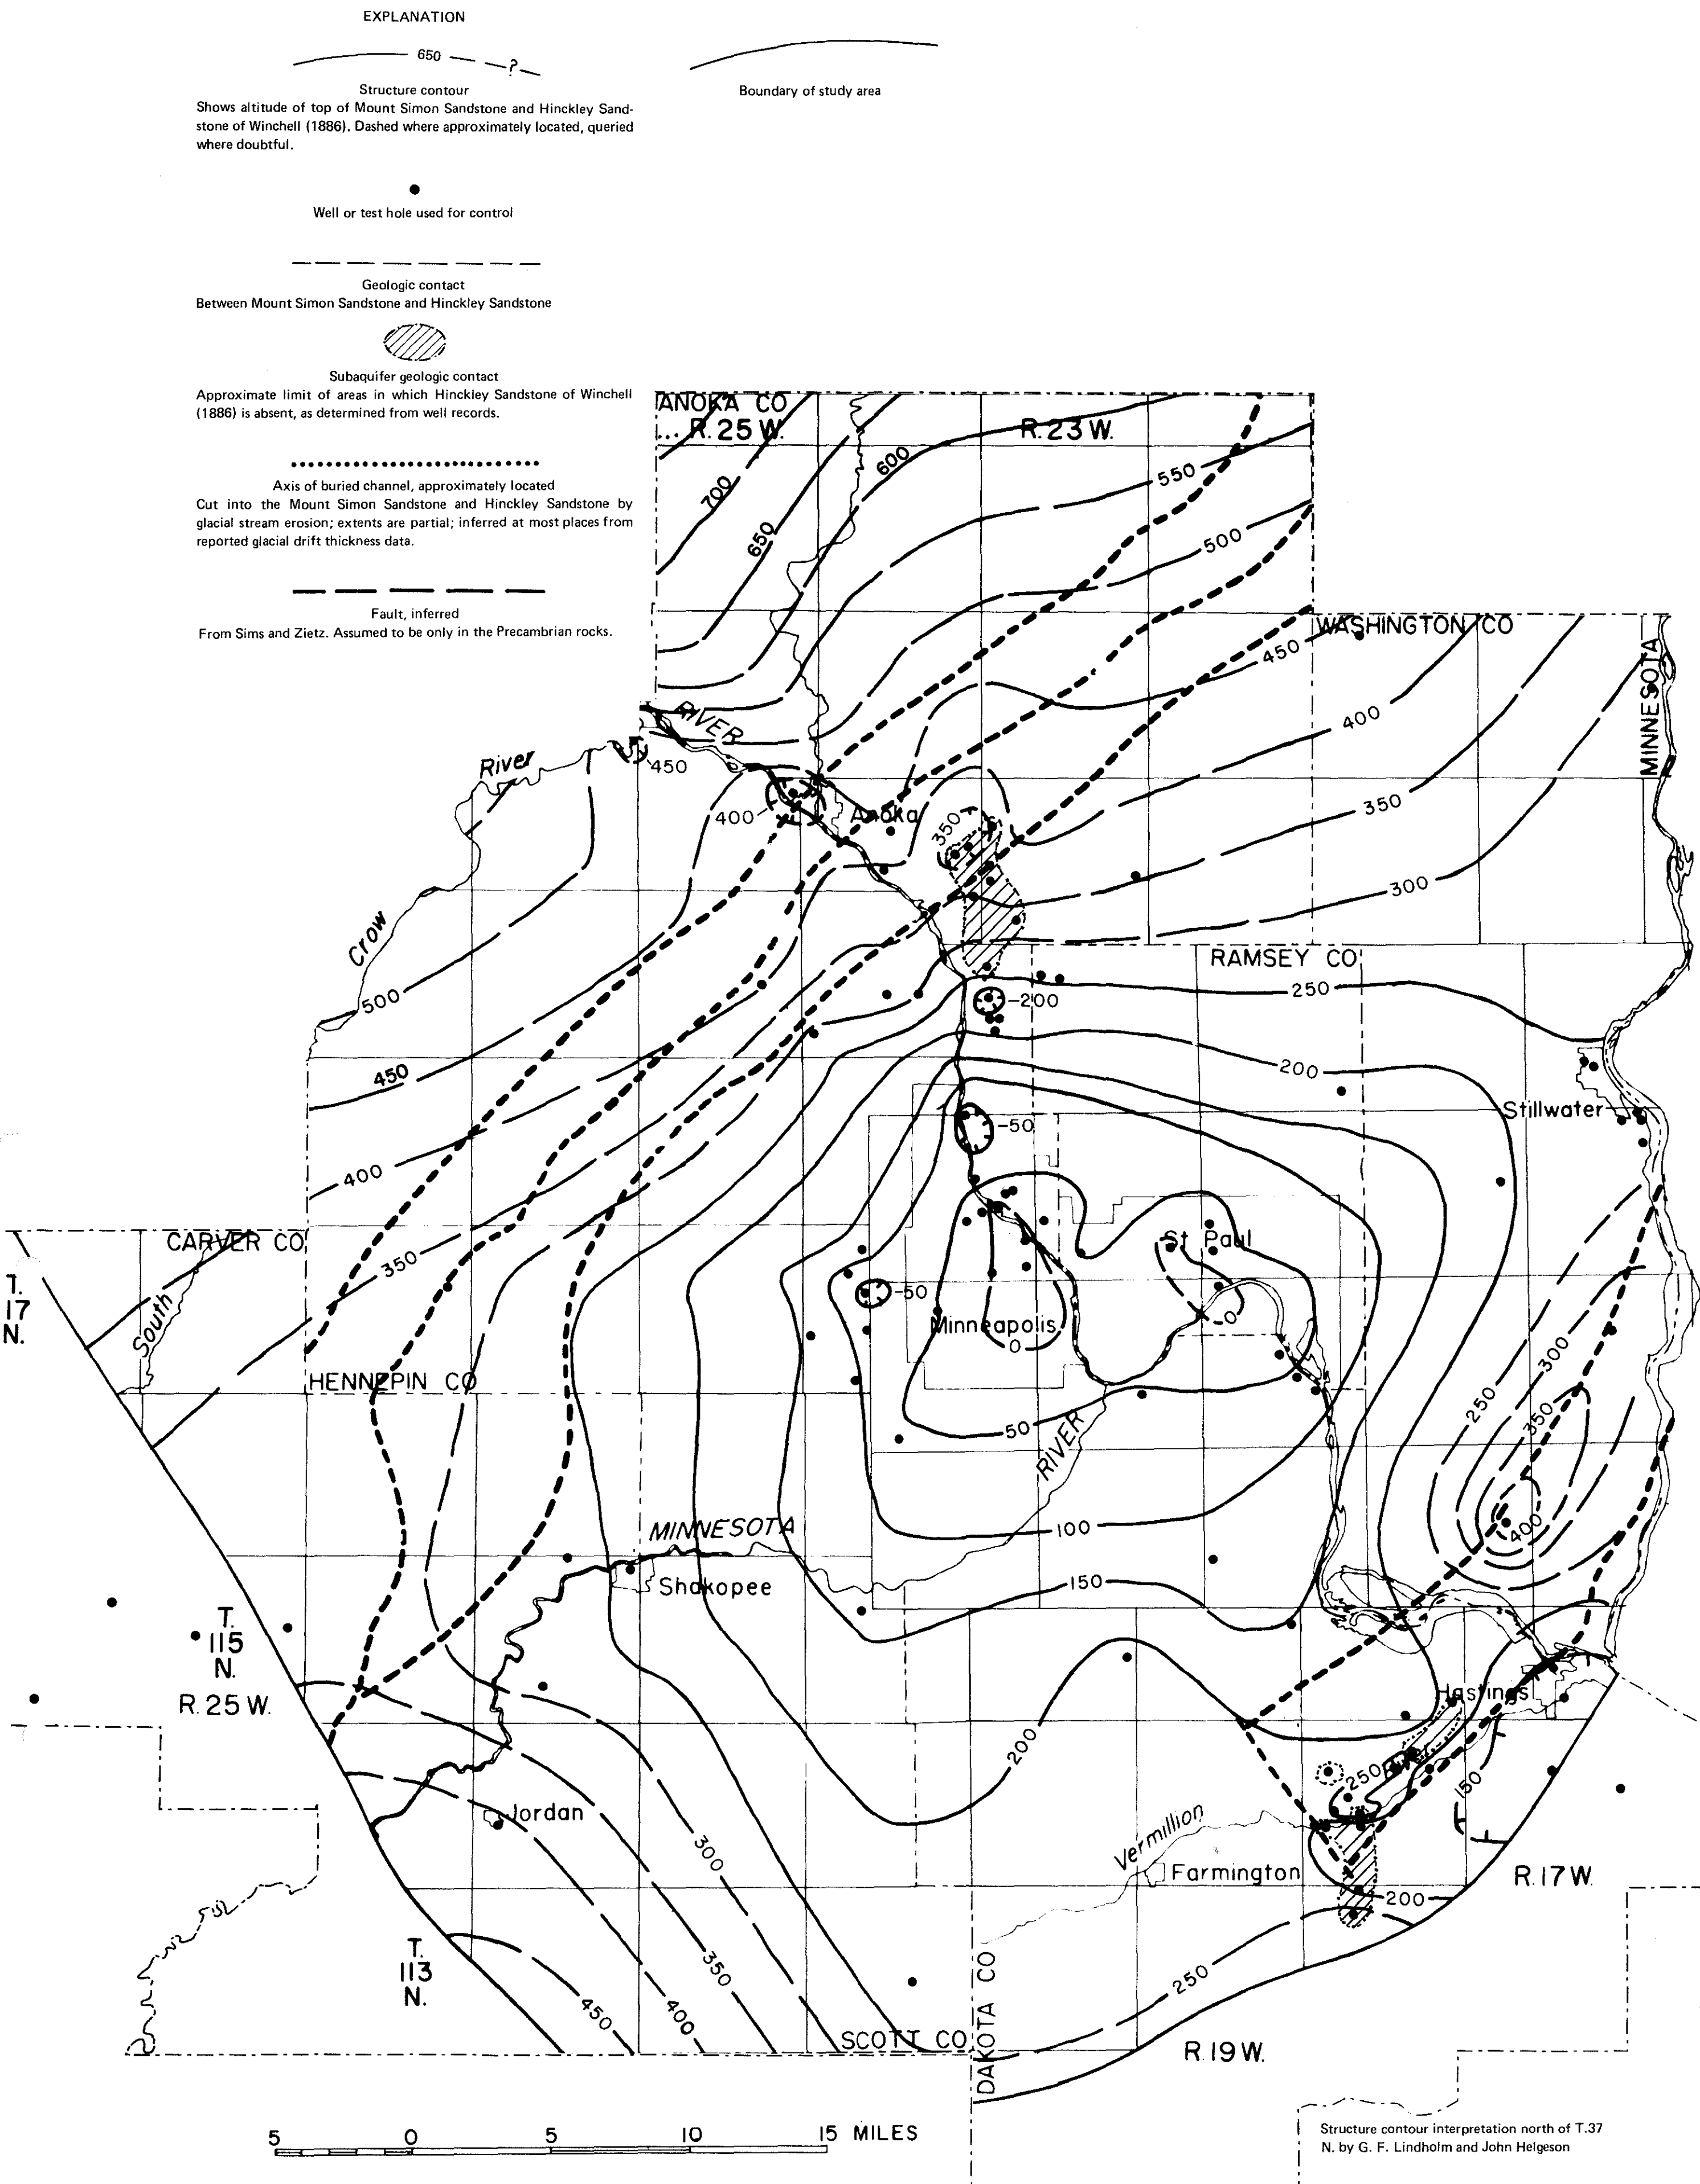 EXPLANATION
650
?
Structure contour
Shows altitude of top of Mount Simon Sandstone and Hinckley Sand-
stone of Winchell (1886). Dashed where approximately located, queried
where doubtful.
Boundary of study area
Well or test hole used for control
Geologic contact
Between Mount Simon Sandstone and Hinckley Sandstone
Subaquifer geologic contact
Approximate limit of areas in which Hinckley Sandstone of Winchell
(1886) is absent, as determined from well records.
Axis of buried channel, approximately located
Cut into the Mount Simon Sandstone and Hinckley Sandstone by
glacial stream erosion; extents are partial; inferred at most places from
reported glacial drift thickness data.
Fault, inferred
From Sims and Zietz. Assumed to be only in the Precambrian rocks.
ANOKA CO
... R. 25 W.
R. 23 W.
600
550
700
650
500
WASHINGTON CO
450
MINNESOTA
RIVER
400
River
450
350
400
Anoka
350
300
Crow
RAMSEY CO
500
250
200
200
450
Stillwater
50
400
CARVER CO
St Paul
350
T.
17
N.
South
50
0
Minneapolis
0
300
HENNEPIN CO
250
350
50
RIVER
400
MINNESOTA
100
Shakopee
150
T.
115
N.
R. 25 W.
Hastings
200
250
River
150
Jordan
Vermillion
300
Farmington
R. 17 W.
200
T.
113
N.
350
250
450
400
SCOTT CO
DAKOTA CO
R. 19 W.
5 0 5 10 15 MILES
Structure contour interpretation north of T.37
N. by G. F. Lindholm and John Helgeson